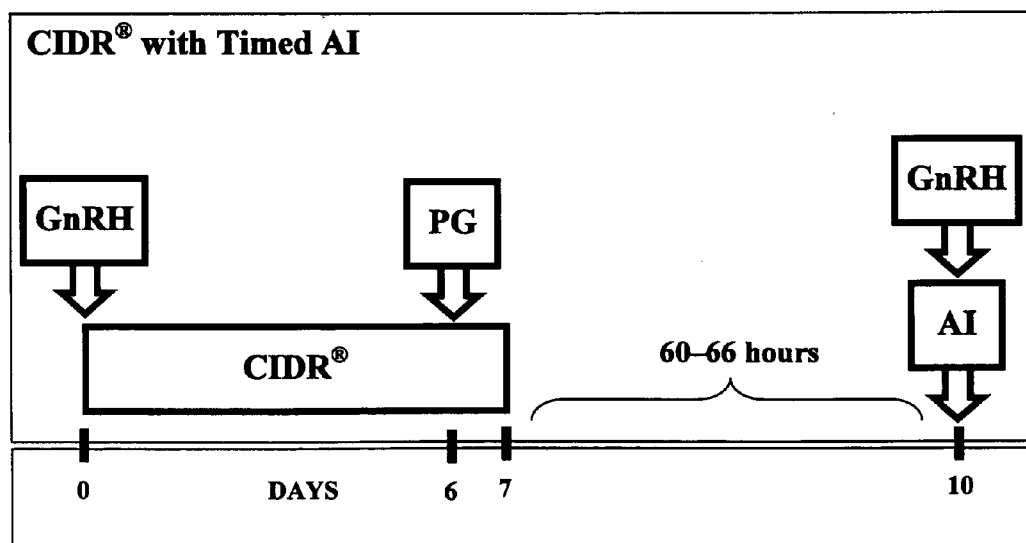 CIDR® with Timed AI
GnRH
PG
GnRH
AI
CIDR®
60–66 hours
0
DAYS
6
7
10